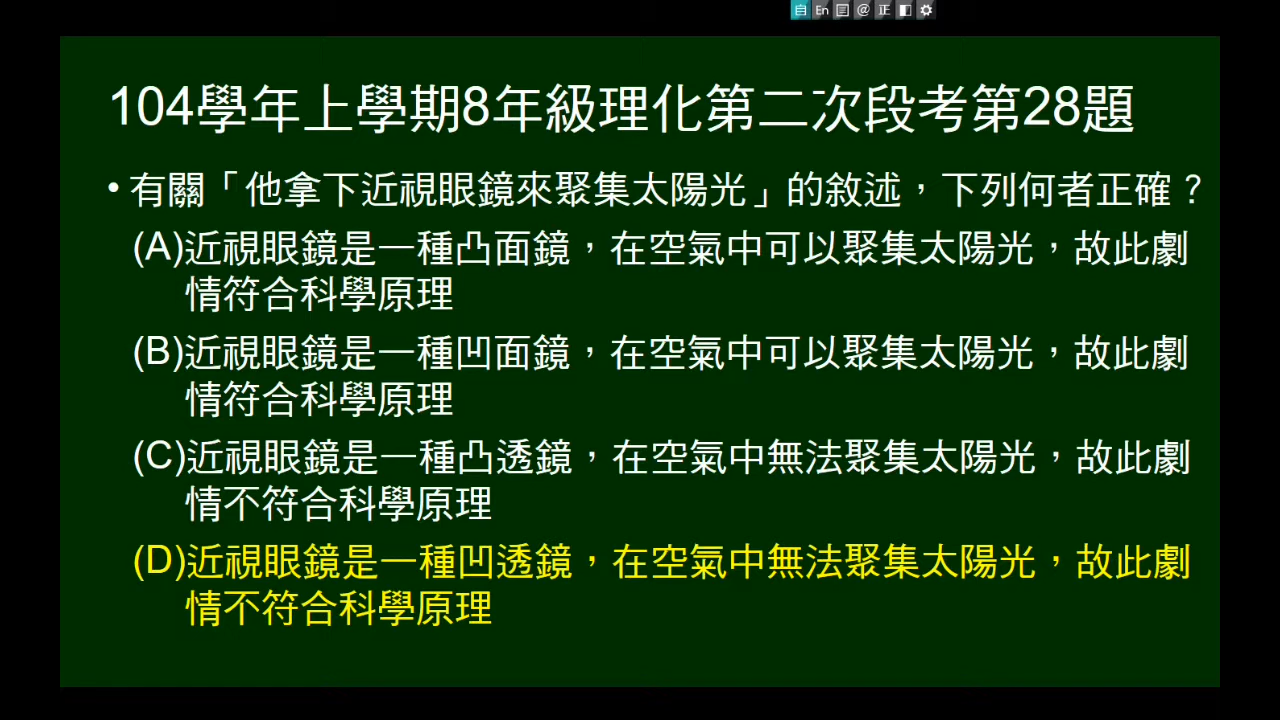 自 En @ 正
104學年上學期8年級理化第二次段考第28題
• 有關「他拿下近視眼鏡來聚集太陽光」的敘述，下列何者正確？
(A)近視眼鏡是一種凸面鏡，在空氣中可以聚集太陽光，故此劇
情符合科學原理
(B)近視眼鏡是一種凹面鏡，在空氣中可以聚集太陽光，故此劇
情符合科學原理
(C)近視眼鏡是一種凸透鏡，在空氣中無法聚集太陽光，故此劇
情不符合科學原理
(D)近視眼鏡是一種凹透鏡，在空氣中無法聚集太陽光，故此劇
情不符合科學原理